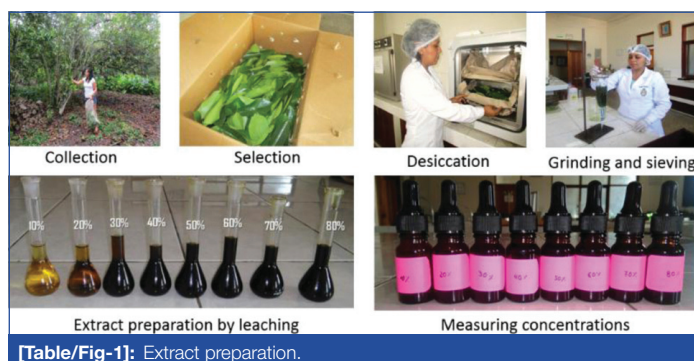 Collection
Selection
Desiccation
Grinding and sieving
10%
20%
30%
40%
50%
60%
70%
80%
Extract preparation by leaching
Measuring concentrations
[Table/Fig-1]: Extract preparation.